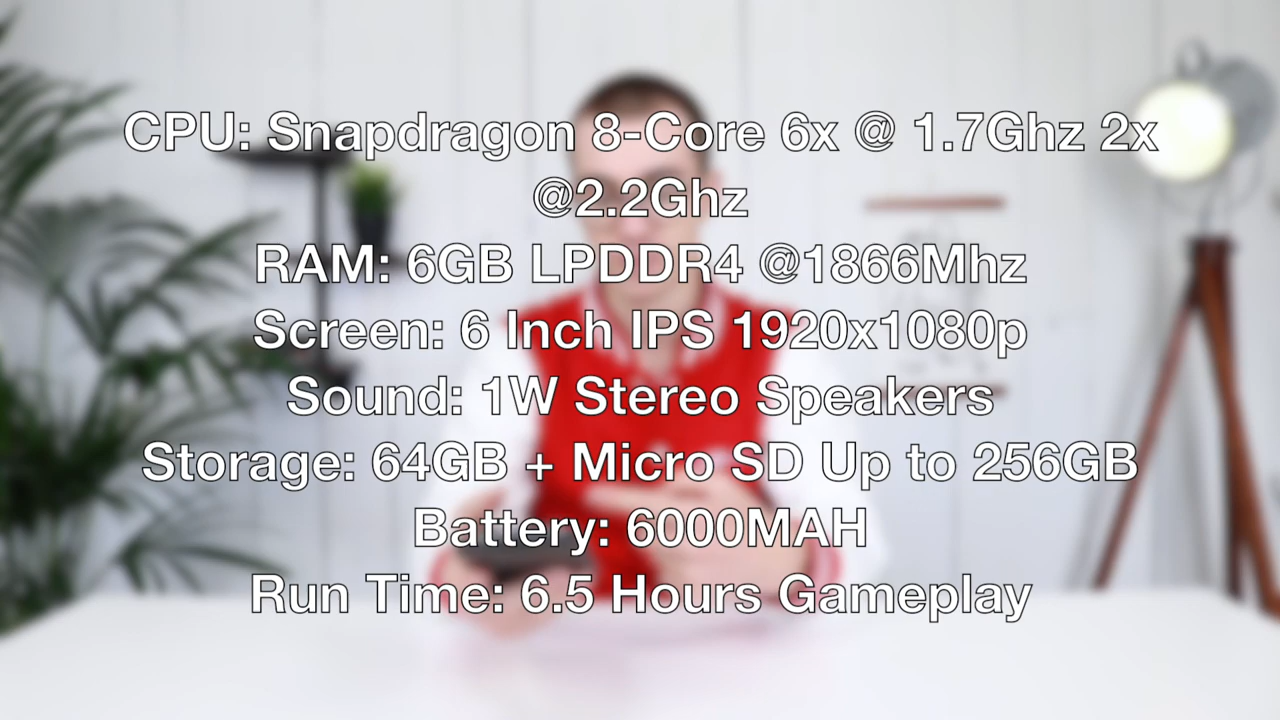 CPU: Snapdragon 8-Core 6x @ 1.7Ghz 2x
@2.2Ghz
RAM: 6GB LPDDR4 @1866Mhz
Screen: 6 Inch IPS 1920x1080p
Sound: 1W Stereo Speakers
Storage: 64GB + Micro SD Up to 256GB
Battery: 6000MAH
Run Time: 6.5 Hours Gameplay